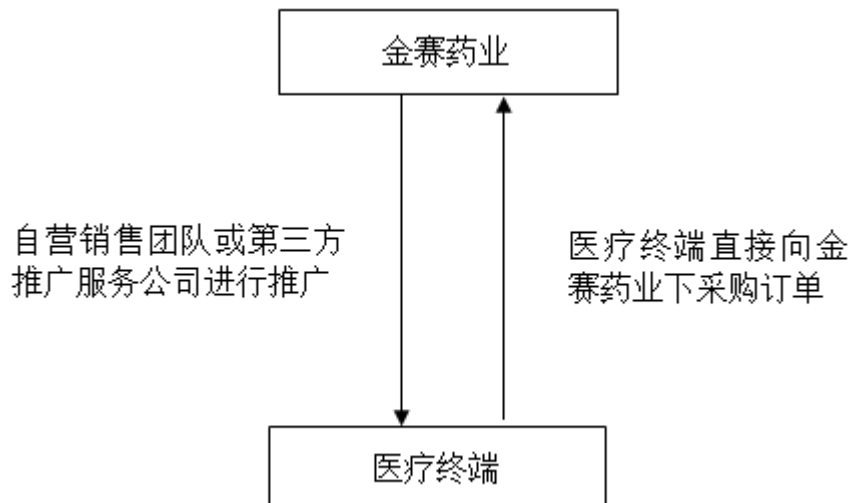 金赛药业
自营销售团队或第三方
推广服务公司进行推广
医疗终端直接向金
赛药业下采购订单
医疗终端